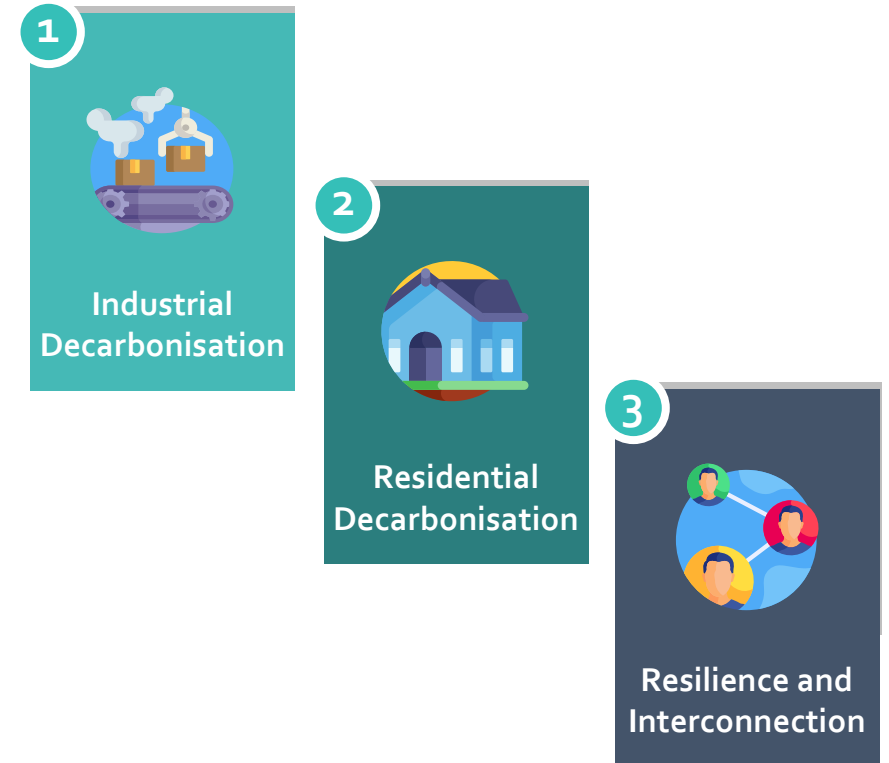 1
Industrial
Decarbonisation
2
Residential
Decarbonisation
3
Resilience and
Interconnection